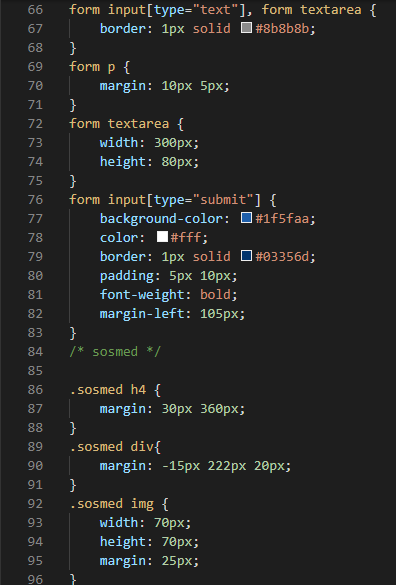 66 form input[type="text"], form textarea {
67     border: 1px solid #8b8b8b;
68 }
69 form p {
70     margin: 10px 5px;
71 }
72 form textarea {
73     width: 300px;
74     height: 80px;
75 }
76 form input[type="submit"] {
77     background-color: #1f5faa;
78     color: #fff;
79     border: 1px solid #03356d;
80     padding: 5px 10px;
81     font-weight: bold;
82     margin-left: 105px;
83 }
84 /* sosmed */
85
86 .sosmed h4 {
87     margin: 30px 360px;
88 }
89 .sosmed div{
90     margin: -15px 222px 20px;
91 }
92 .sosmed img {
93     width: 70px;
94     height: 70px;
95     margin: 25px;
96 }